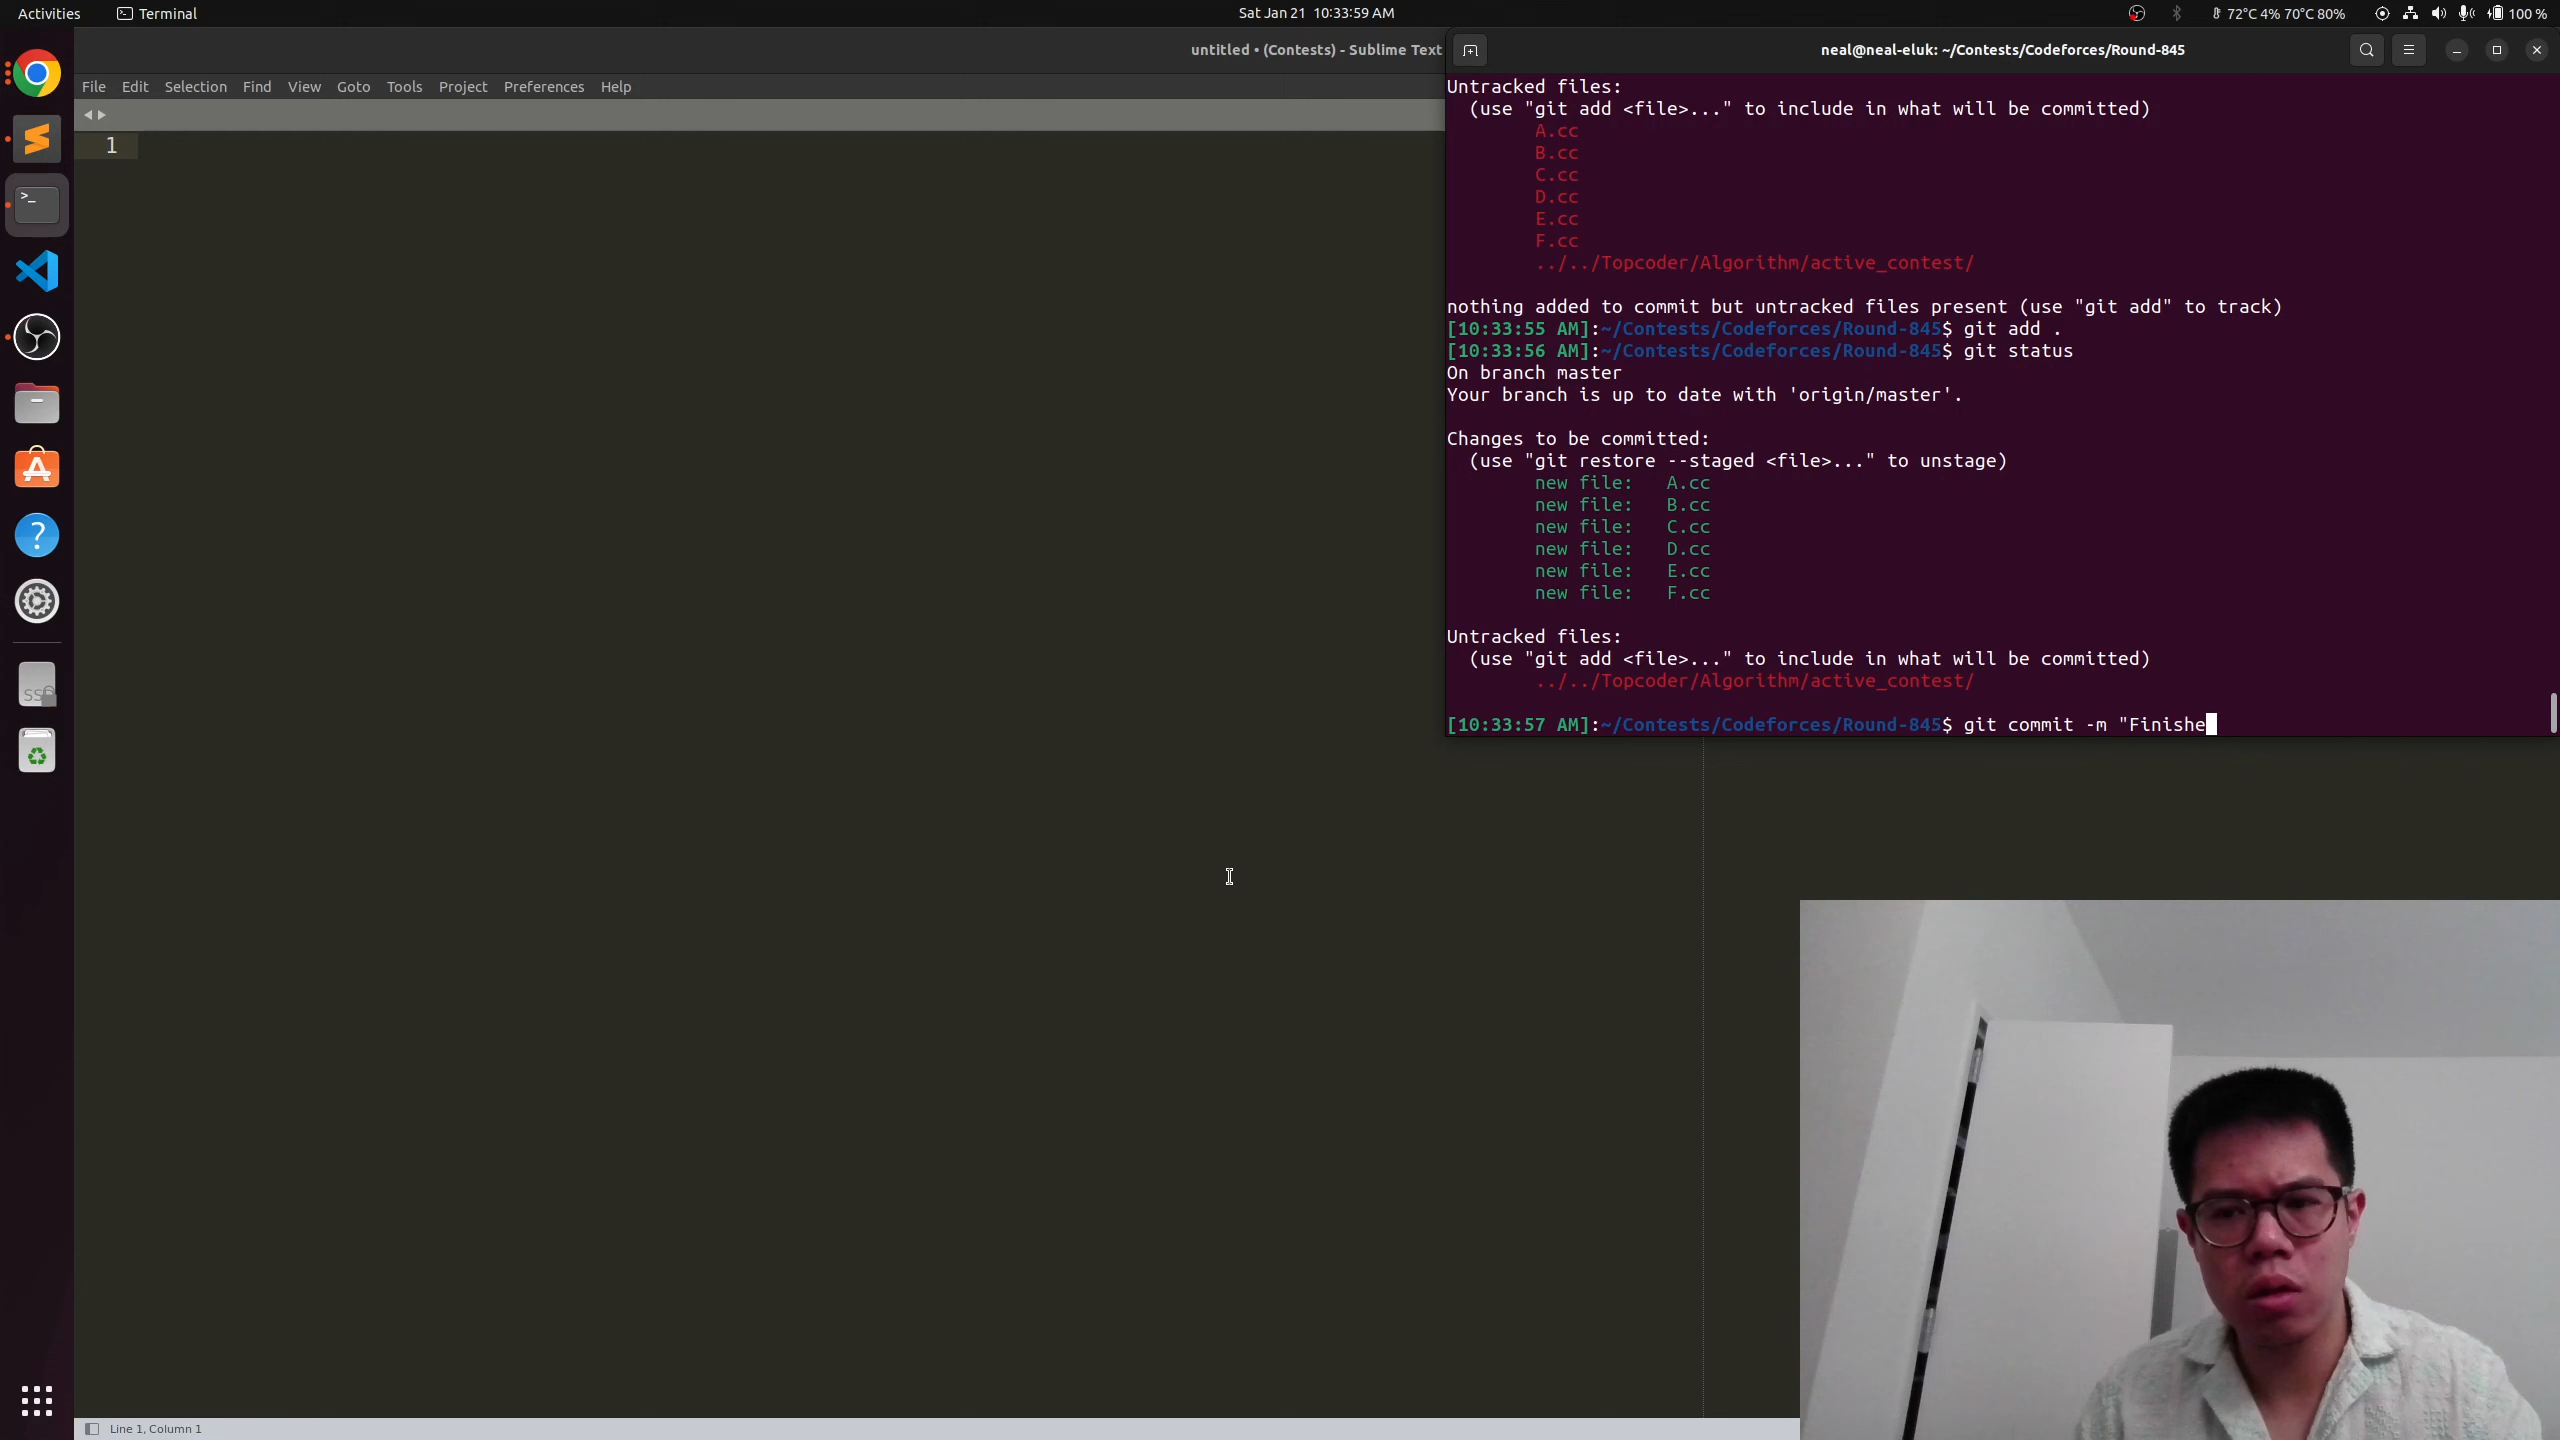 Activities
Terminal
Sat Jan 21  10:33:59 AM
72°C 4% 70°C 80%
100 %
untitled • (Contests) - Sublime Text
File Edit Selection Find View Goto Tools Project Preferences Help
1
neal@neal-eluk: ~/Contests/Codeforces/Round-845
Untracked files:
  (use "git add <file>..." to include in what will be committed)
        A.cc
        B.cc
        C.cc
        D.cc
        E.cc
        F.cc
        ../../Topcoder/Algorithm/active_contest/
nothing added to commit but untracked files present (use "git add" to track)
[10:33:55 AM]:~/Contests/Codeforces/Round-845$ git add .
[10:33:56 AM]:~/Contests/Codeforces/Round-845$ git status
On branch master
Your branch is up to date with 'origin/master'.
Changes to be committed:
  (use "git restore --staged <file>..." to unstage)
        new file:   A.cc
        new file:   B.cc
        new file:   C.cc
        new file:   D.cc
        new file:   E.cc
        new file:   F.cc
Untracked files:
  (use "git add <file>..." to include in what will be committed)
        ../../Topcoder/Algorithm/active_contest/
[10:33:57 AM]:~/Contests/Codeforces/Round-845$ git commit -m "Finishe
Line 1, Column 1